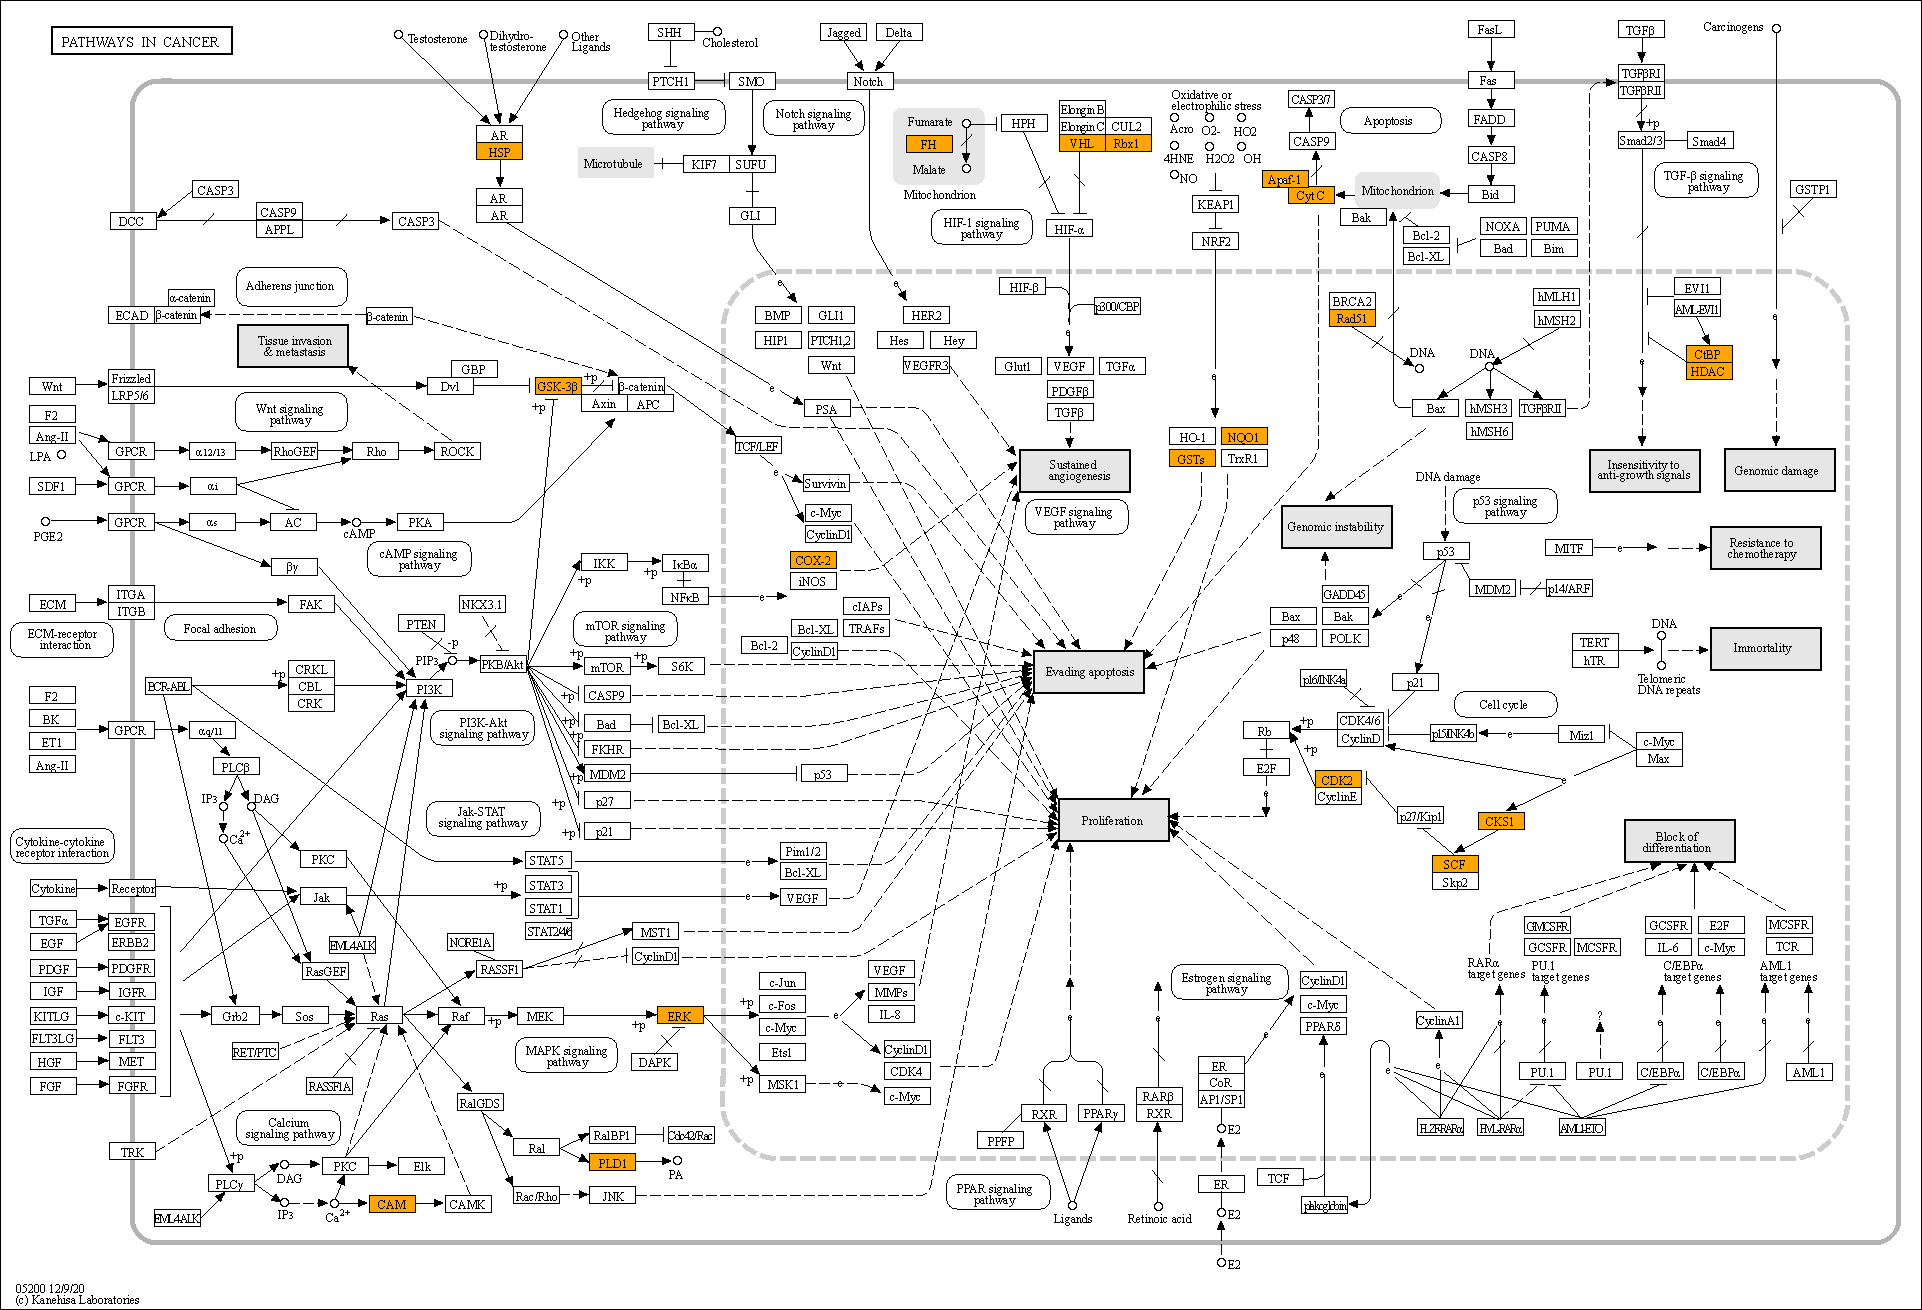 PATHWAYS IN CANCER
Testosterone
Dihydro-
testosterone
Other
Ligands
SHH
Cholesterol
Jagged
Delta
FasL
TGFβ
Carcinogens
PTCH1
SMO
Notch
Fas
TGFβRI
TGFβRII
Hedgehog signaling
pathway
Notch signaling
pathway
Fumarate
FH
Malate
Mitochondrion
HPH
Elongin B
Elongin C
CUL2
VHL
Rbx1
Oxidative or
electrophilic stress
Acro
O2-
HO2
4HNE
H2O2
OH
NO
CASP3/7
CASP9
Apoptosis
FADD
CASP8
Bid
+p
Smad2/3
Smad4
TGF-β signaling
pathway
GSTP1
AR
HSP
AR
AR
Microtubule
KIF7
SUFU
GLI
Apaf-1
Cyt C
Mitochondrion
Bak
Bcl-2
Bcl-XL
NOXA
PUMA
Bad
Bim
KEAP1
NRF2
HIF-1 signaling
pathway
HIF-α
CASP3
DCC
CASP9
APPL
CASP3
Adherens junction
α-catenin
ECAD
β-catenin
β-catenin
Tissue invasion
& metastasis
e
e
BMP
GLI1
HIP1
PTCH1,2
Wnt
HER2
Hes
Hey
VEGFR3
HIF-β
p300/CBP
e
Glut1
VEGF
TGFα
PDGFβ
TGFβ
e
BRCA2
Rad51
hMLH1
hMSH2
DNA
DNA
EVI1
AML-EVI1
CtBP
HDAC
e
e
Wnt
Frizzled
LRP5/6
Dvl
GBP
GSK-3β
+p
+p
β-catenin
Axin
APC
e
PSA
Bax
hMSH3
TGFβRII
hMSH6
F2
Ang-II
LPA
GPCR
Wnt signaling
pathway
α12/13
RhoGEF
Rho
ROCK
TCF/LEF
HO-1
NQO1
GSTs
TrxR1
Sustained
angiogenesis
Insensitivity to
anti-growth signals
Genomic damage
SDF1
GPCR
αi
e
Survivin
c-Myc
CyclinD1
VEGF signaling
pathway
DNA damage
p53 signaling
pathway
Genomic instability
PGE2
GPCR
αs
AC
cAMP
PKA
cAMP signaling
pathway
βγ
IKK
+p
+p
IκBα
NFκB
e
COX-2
iNOS
p53
MITF
e
Resistance to
chemotherapy
ECM
ITGA
ITGB
FAK
Focal adhesion
ECM-receptor
interaction
NKX3.1
PTEN
-p
PIP3
PKB/Akt
mTOR signaling
pathway
+p
mTOR
+p
S6K
cIAPs
Bcl-XL
TRAFs
Bcl-2
CyclinD1
GADD45
Bax
Bak
p48
POLK
e
e
MDM2
p14/ARF
DNA
TERT
hTR
Telomeric
DNA repeats
Immortality
F2
BK
ET1
Ang-II
BCR-ABL
+p
CRKL
CBL
CRK
PI3K
PI3K-Akt
signaling pathway
+p
CASP9
+p
Bad
Bcl-XL
+p
FKHR
+p
MDM2
p53
+p
p27
+p
p21
Evading apoptosis
p16/INK4a
p21
Cell cycle
Rb
+p
CDK4/6
CyclinD
p15/INK4b
e
Miz1
c-Myc
Max
GPCR
αq/11
PLCβ
IP3
DAG
Ca2+
+p
E2F
e
CDK2
CyclinE
p27/Kip1
e
CKS1
SCF
Skp2
Proliferation
Block of
differentiation
Jak-STAT
signaling pathway
Cytokine-cytokine
receptor interaction
PKC
STAT5
e
Pim1/2
Bcl-XL
Cytokine
Receptor
Jak
+p
STAT3
STAT1
STAT2/4/6
e
VEGF
TGFα
EGF
EGFR
ERBB2
EML4-ALK
NORE1A
RASSF1
MST1
CyclinD1
PDGF
PDGFR
RasGEF
IGF
IGFR
KITLG
c-KIT
Grb2
Sos
Ras
Raf
+p
MEK
+p
ERK
+p
c-Jun
c-Fos
c-Myc
Ets1
e
VEGF
MMPs
IL-8
CyclinD1
CDK4
FLT3LG
FLT3
RET/PTC
MAPK signaling
pathway
DAPK
HGF
MET
RASSF1A
+p
MSK1
e
c-Myc
FGF
FGFR
RalGDS
Calcium
signaling pathway
Estrogen signaling
pathway
CyclinD1
c-Myc
PPARδ
e
e
CyclinA1
e
RARα
target genes
GMCSFR
GCSFR
MCSFR
PU.1
target genes
GCSFR
E2F
IL-6
c-Myc
C/EBPα
target genes
MCSFR
TCR
AML1
target genes
e
e
?
e
e
e
e
PU.1
PU.1
C/EBPα
C/EBPα
AML1
ER
CoR
AP1/SP1
E2
RARβ
RXR
RXR
PPARγ
PPFP
e
e
PLZF-RARα
PML-RARα
AML1-ETO
TRK
+p
PLCγ
EML4-ALK
DAG
IP3
PKC
Elk
Ca2+
CAM
CAMK
Ral
RalBP1
Cdc42/Rac
PLD1
PA
Rac/Rho
JNK
PPAR signaling
pathway
Ligands
Retinoic acid
ER
E2
E2
TCF
plakoglobin
05200 12/9/20
(c) Kanehisa Laboratories